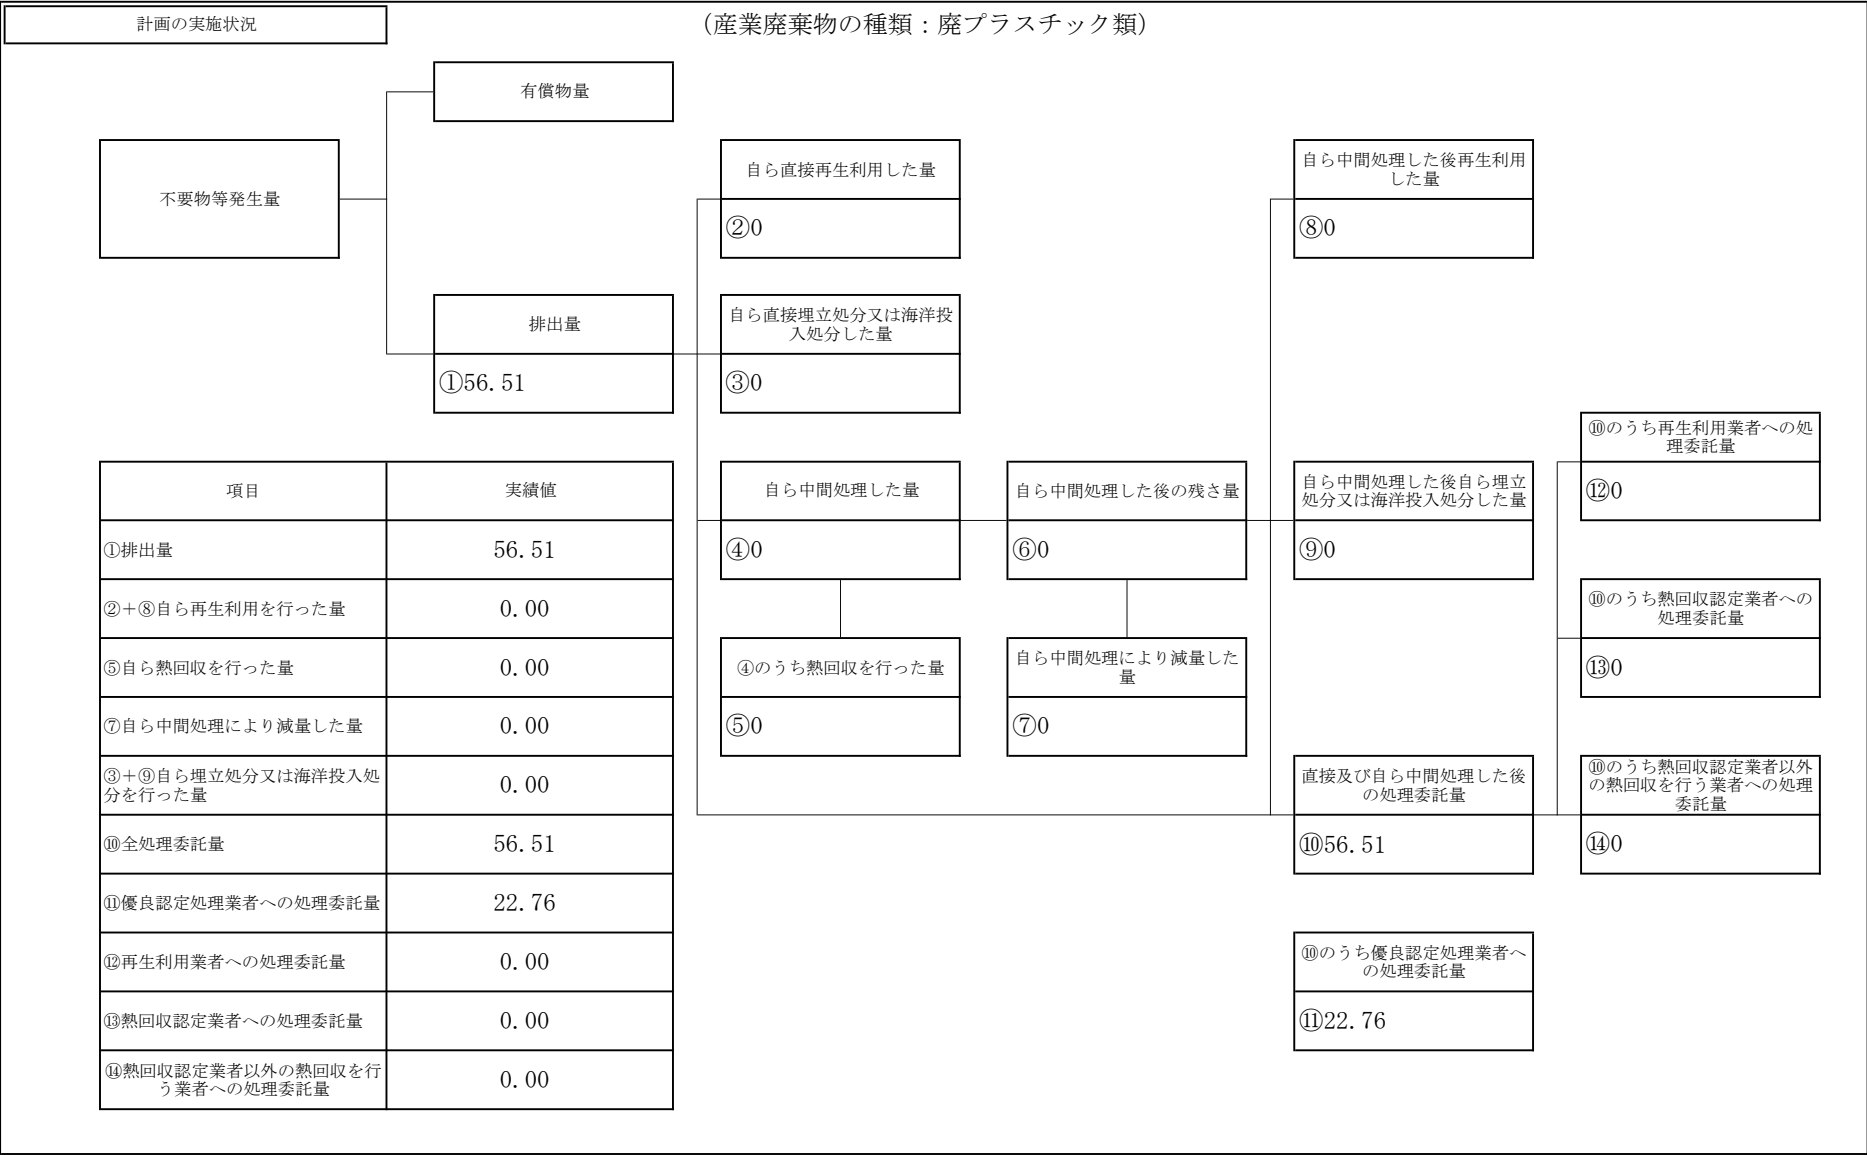 計画の実施状況
（産業廃棄物の種類：廃プラスチック類）
有償物量
不要物等発生量
自ら直接再生利用した量
②0
自ら中間処理した後再生利用
した量
⑧0
排出量
①56.51
自ら直接埋立処分又は海洋投
入処分した量
③0
⑩のうち再生利用業者への処
理委託量
⑫0
項目 実績値
①排出量 56.51
②＋⑧自ら再生利用を行った量 0.00
⑤自ら熱回収を行った量 0.00
⑦自ら中間処理により減量した量 0.00
③＋⑨自ら埋立処分又は海洋投入処
分を行った量 0.00
⑩全処理委託量 56.51
⑪優良認定処理業者への処理委託量 22.76
⑫再生利用業者への処理委託量 0.00
⑬熱回収認定業者への処理委託量 0.00
⑭熱回収認定業者以外の熱回収を行
う業者への処理委託量 0.00
自ら中間処理した量
④0
自ら中間処理した後の残さ量
⑥0
自ら中間処理した後自ら埋立
処分又は海洋投入処分した量
⑨0
⑩のうち熱回収認定業者への
処理委託量
⑬0
④のうち熱回収を行った量
⑤0
自ら中間処理により減量した
量
⑦0
直接及び自ら中間処理した後
の処理委託量
⑩56.51
⑩のうち熱回収認定業者以外
の熱回収を行う業者への処理
委託量
⑭0
⑩のうち優良認定処理業者へ
の処理委託量
⑪22.76